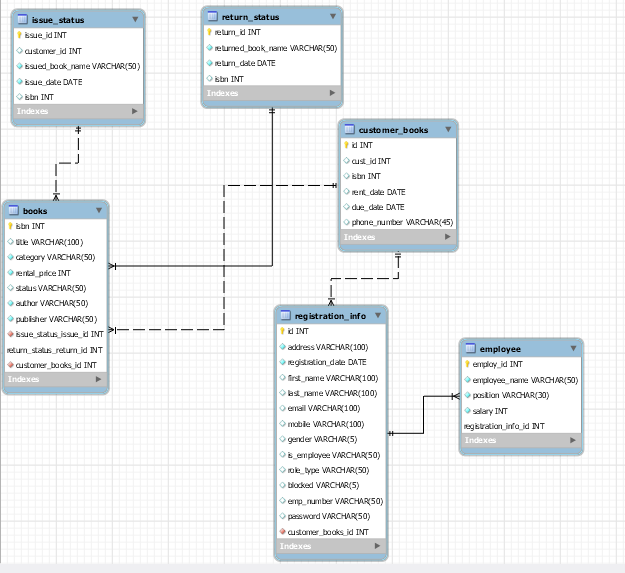 issue_status
issue_id INT
customer_id INT
issued_book_name VARCHAR(50)
issue_date DATE
isbn INT
Indexes
return_status
return_id INT
returned_book_name VARCHAR(50)
return_date DATE
isbn INT
Indexes
customer_books
id INT
cust_id INT
isbn INT
rent_date DATE
due_date DATE
phone_number VARCHAR(45)
Indexes
books
isbn INT
title VARCHAR(100)
category VARCHAR(50)
rental_price INT
status VARCHAR(50)
author VARCHAR(50)
publisher VARCHAR(50)
issue_status_issue_id INT
return_status_return_id INT
customer_books_id INT
Indexes
registration_info
id INT
address VARCHAR(100)
registration_date DATE
first_name VARCHAR(100)
last_name VARCHAR(100)
email VARCHAR(100)
mobile VARCHAR(100)
gender VARCHAR(5)
is_employee VARCHAR(50)
role_type VARCHAR(50)
blocked VARCHAR(5)
emp_number VARCHAR(50)
password VARCHAR(50)
customer_books_id INT
Indexes
employee
employ_id INT
employee_name VARCHAR(50)
position VARCHAR(30)
salary INT
registration_info_id INT
Indexes